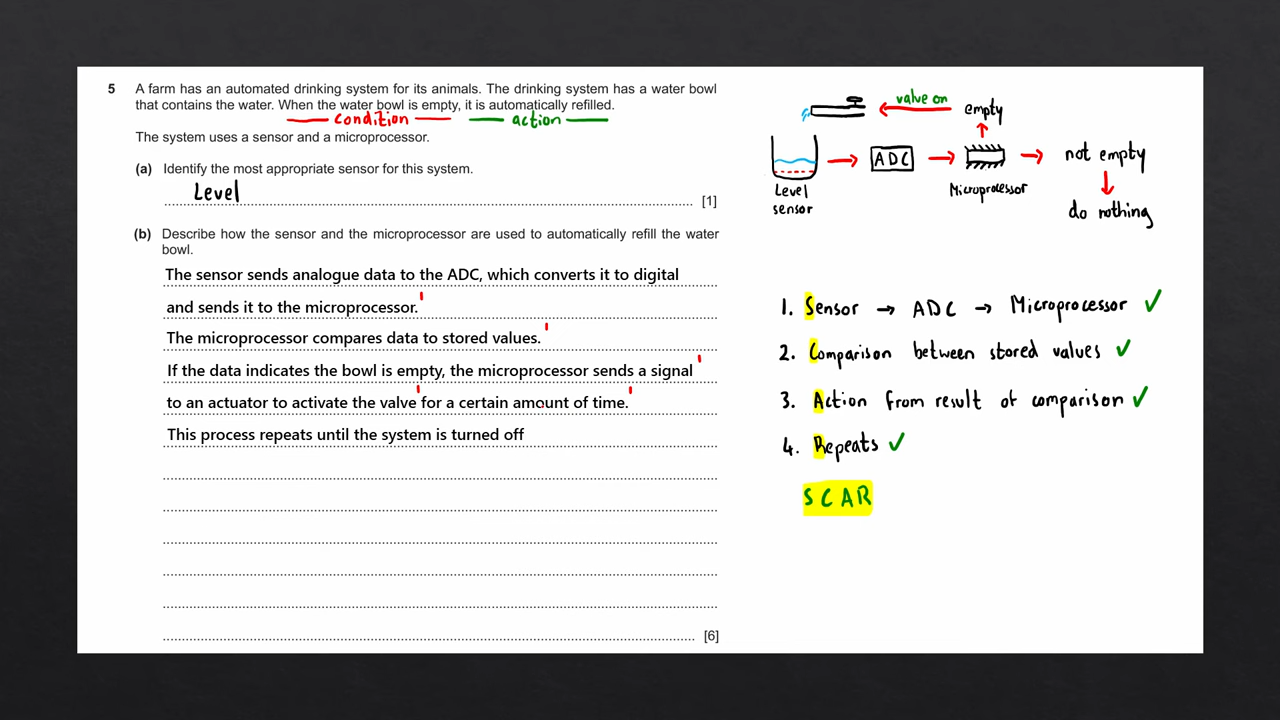 5 A farm has an automated drinking system for its animals. The drinking system has a water bowl
that contains the water. When the water bowl is empty, it is automatically refilled.
condition action
The system uses a sensor and a microprocessor.
(a) Identify the most appropriate sensor for this system.
Level
[1]
(b) Describe how the sensor and the microprocessor are used to automatically refill the water
bowl.
The sensor sends analogue data to the ADC, which converts it to digital
and sends it to the microprocessor.
The microprocessor compares data to stored values.
If the data indicates the bowl is empty, the microprocessor sends a signal
to an actuator to activate the valve for a certain amount of time.
This process repeats until the system is turned off
[6]
valve on
empty
ADC
not empty
Level
sensor
Microprocessor
do nothing
1. Sensor → ADC → Microprocessor ✓
2. Comparison between stored values ✓
3. Action from result of comparison ✓
4. Repeats ✓
SCAR